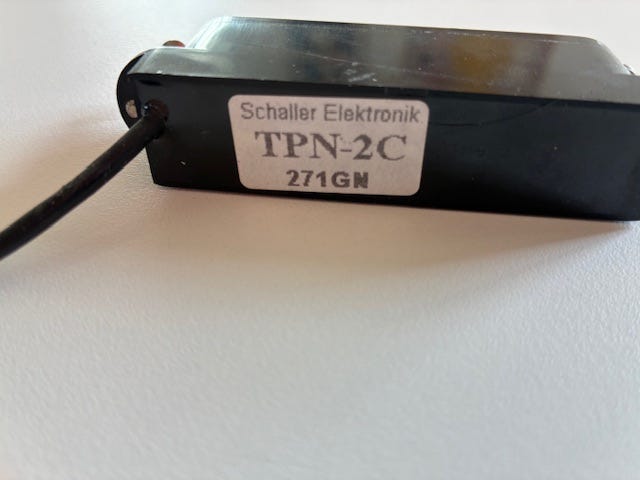 Schaller Elektronik
TPN-2C
271GN